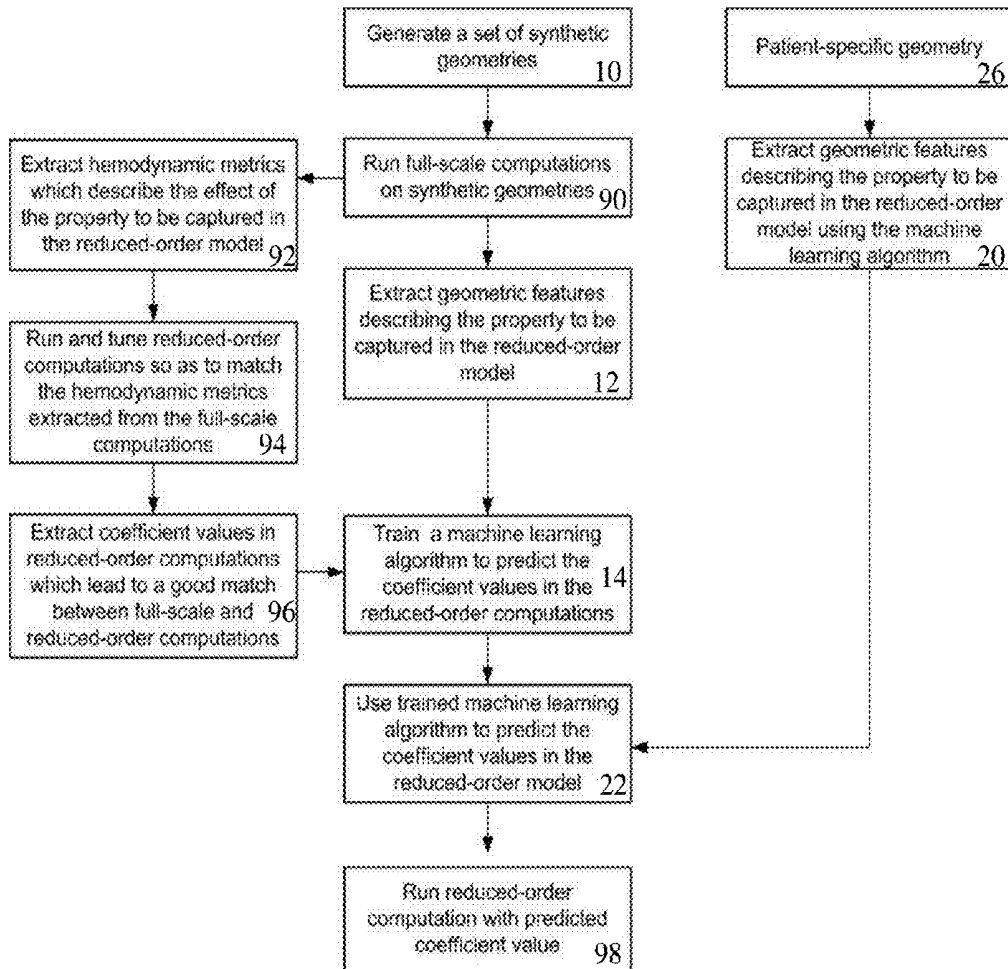 Generate a set of synthetic
geometries
10
Patient-specific geometry
26
Extract hemodynamic metrics
which describe the effect of
the property to be captured in
the reduced-order model
92
Run full-scale computations
on synthetic geometries
90
Extract geometric features
describing the property to be
captured in the reduced-order
model using the machine
learning algorithm
20
Run and tune reduced-order
computations so as to match
the hemodynamic metrics
extracted from the full-scale
computations
94
Extract geometric features
describing the property to be
captured in the reduced-order
model
12
Extract coefficient values in
reduced-order computations
which lead to a good match
between full-scale and
reduced-order computations
96
Train a machine learning
algorithm to predict the
coefficient values in the
reduced-order computations
14
Use trained machine learning
algorithm to predict the
coefficient values in the
reduced-order model
22
Run reduced-order
computation with predicted
coefficient value
98